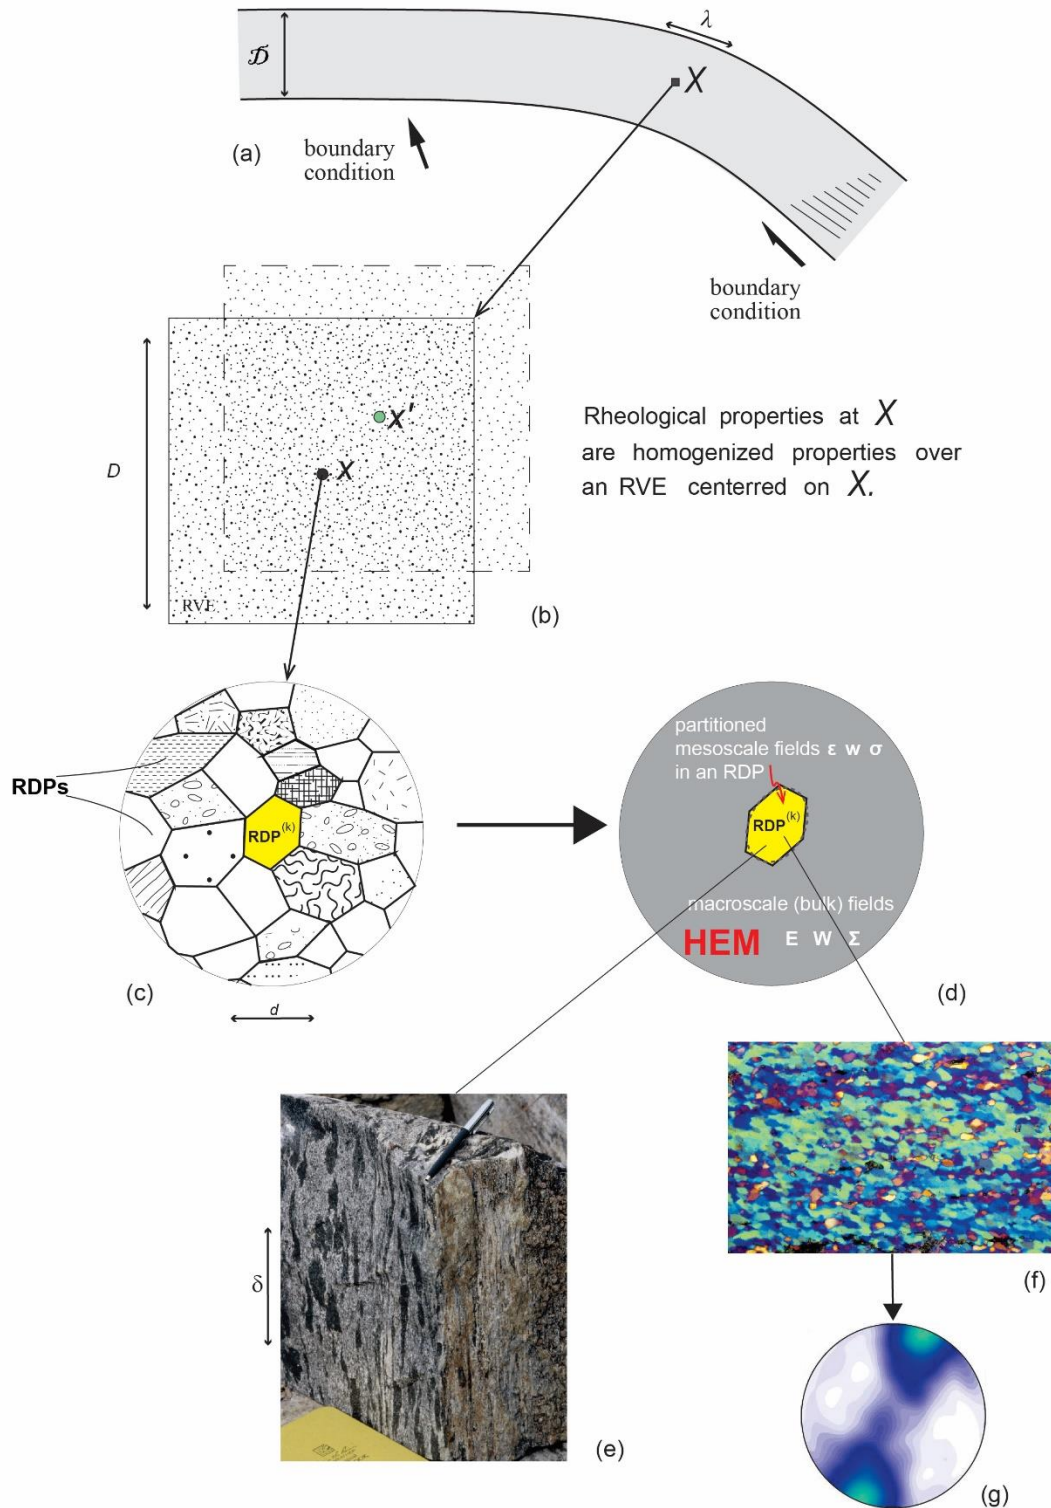 λ
𝒟̄
X
(a)
boundary
condition
boundary
condition
D
x'
X
RVE
(b)
Rheological properties at X
are homogenized properties over
an RVE centerred on X.
RDPs
RDP(k)
(c)
d
partitioned
mesoscale fields ε w σ
in an RDP
RDP(k)
macroscale (bulk) fields
HEM E W Σ
(d)
δ
(e)
(f)
(g)